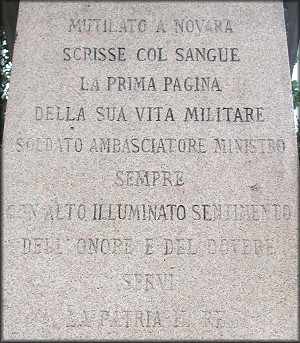 MUTILATO A NOVARA
SCRISSE COL SANGUE
LA PRIMA PAGINA
DELLA SUA VITA MILITARE
SOLDATO AMBASCIATORE MINISTRO
SEMPRE
CON ALTO ILLUMINATO SENTIMENTO
DELL'ONORE E DEL DOVERE
SERVÌ
LA PATRIA E RE